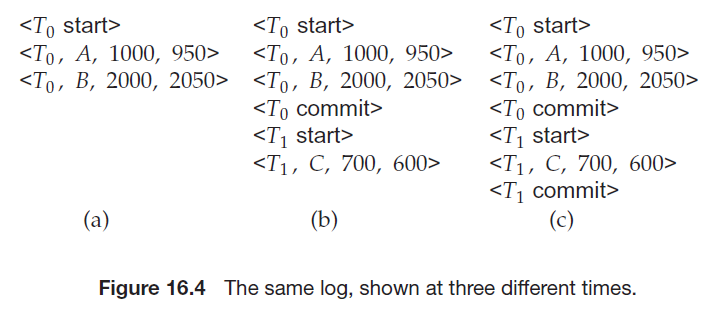 <T0 start>
<T0, A, 1000, 950>
<T0, B, 2000, 2050>
(a)
<T0 start>
<T0, A, 1000, 950>
<T0, B, 2000, 2050>
<T0 commit>
<T1 start>
<T1, C, 700, 600>
(b)
<T0 start>
<T0, A, 1000, 950>
<T0, B, 2000, 2050>
<T0 commit>
<T1 start>
<T1, C, 700, 600>
<T1 commit>
(c)
Figure 16.4 The same log, shown at three different times.